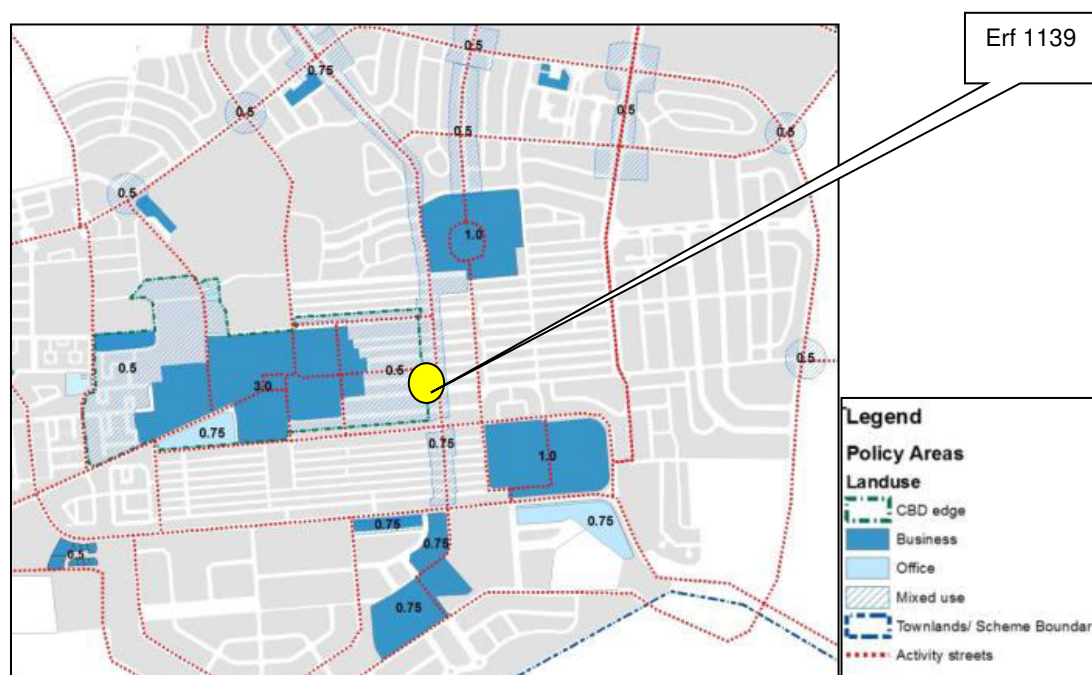 Erf 1139
0.5
0.75
0.5
0.5
0.5
0.5
0.5
1.0
0.5
0.5
0.5
3.0
0.75
0.75
1.0
0.75
0.75
0.75
0.5
0.75
Legend
Policy Areas
Landuse
CBD edge
Business
Office
Mixed use
Townlands/ Scheme Boundar
Activity streets